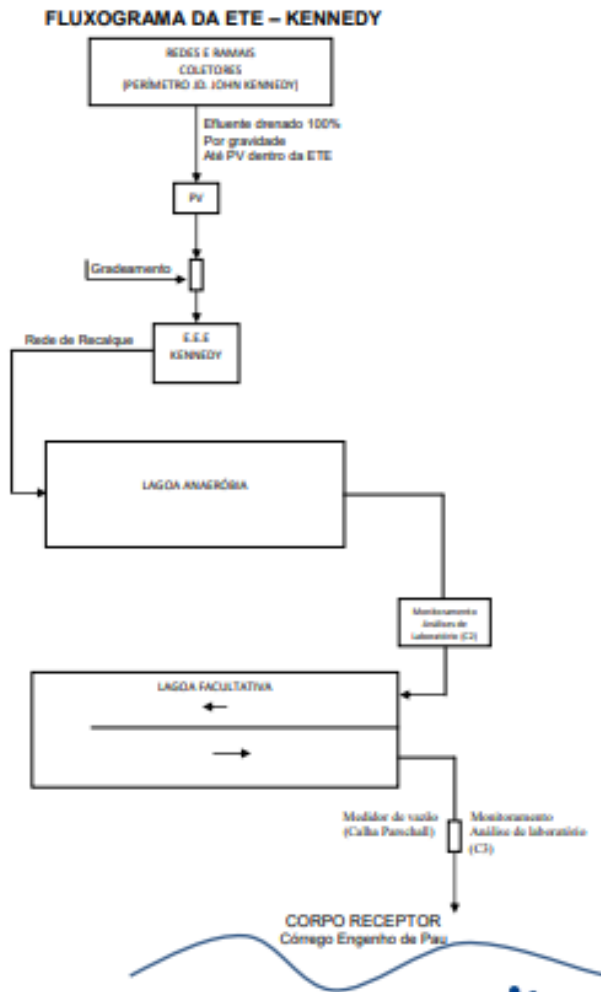 FLUXOGRAMA DA ETE – KENNEDY
REDES E RAMAIS
COLETORES
(PERÍMETRO JD. JOHN KENNEDY)
Efluente drenado 100%
Por gravidade
Até PV dentro da ETE
PV
Gradeamento
Rede de Recalque
E.E.E
KENNEDY
LAGOA ANAERÓBIA
Monitoramento
Análises de
Laboratório (C2)
LAGOA FACULTATIVA
Medidor de vazão
(Calha Parschall)
Monitoramento
Análise de laboratório
(C3)
CORPO RECEPTOR
Córrego Engenho de Pau